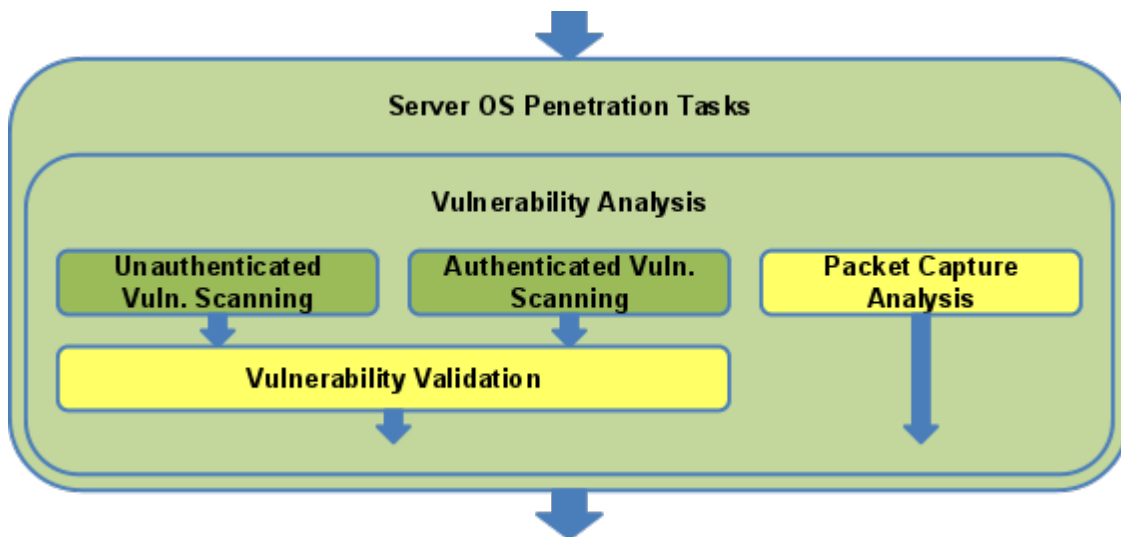 Server OS Penetration Tasks
Vulnerability Analysis
Unauthenticated
Vuln. Scanning
Authenticated Vuln.
Scanning
Packet Capture
Analysis
Vulnerability Validation